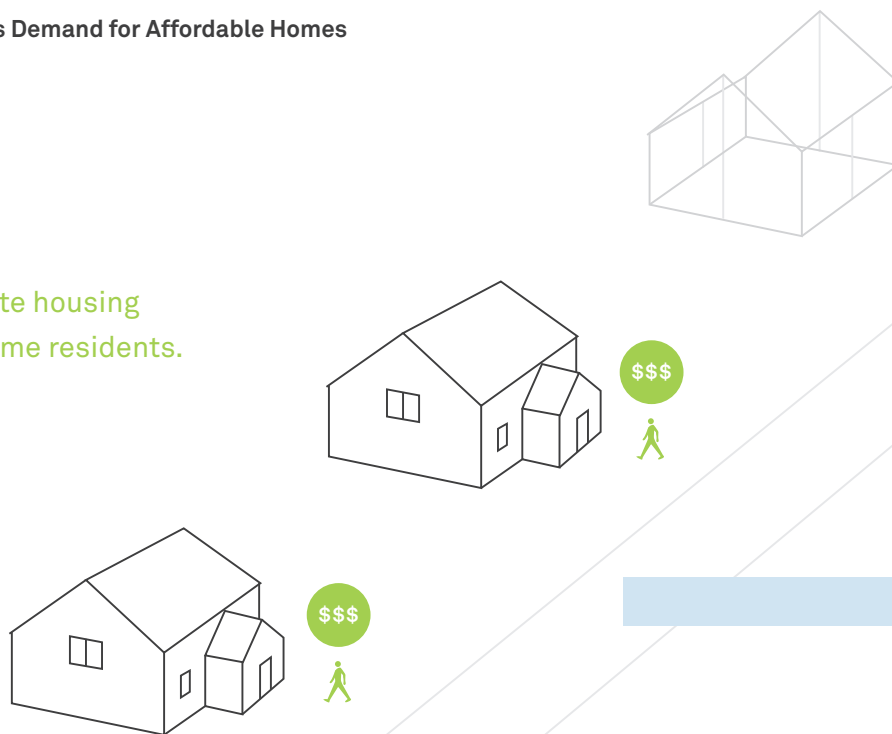 s Demand for Affordable Homes
te housing
me residents.
$$$
$$$